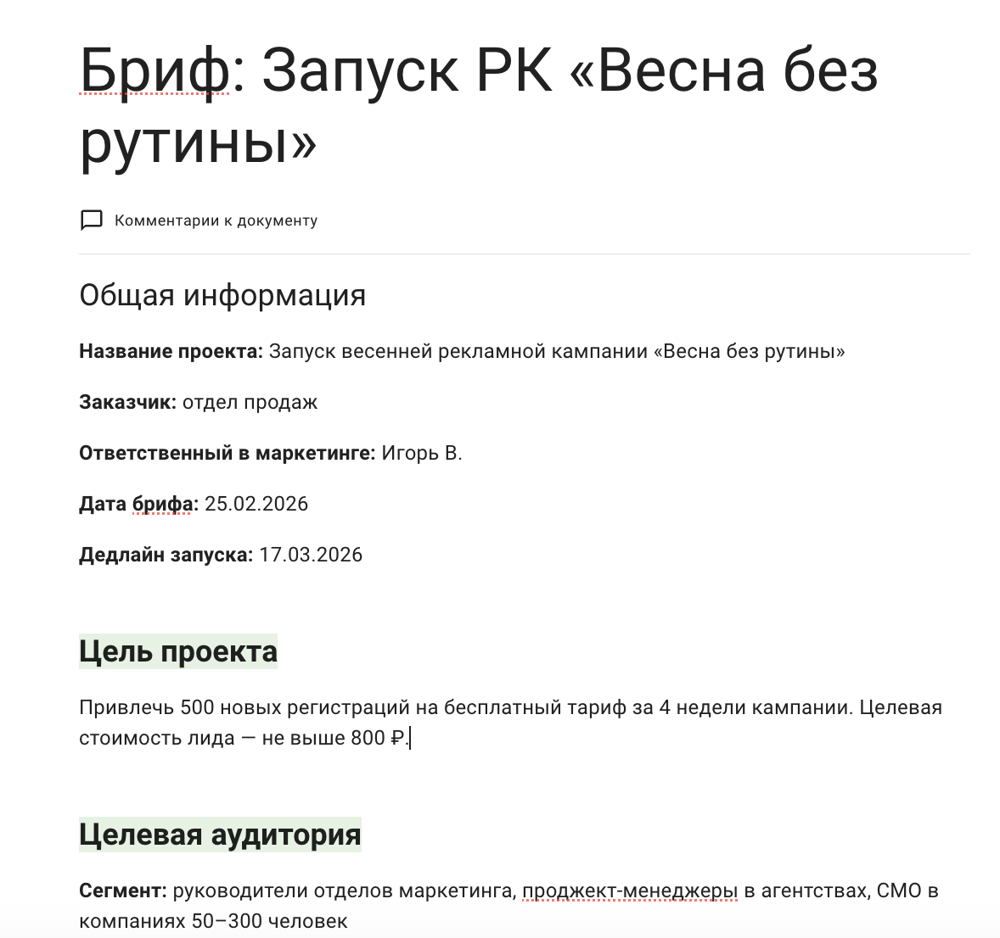 Бриф: Запуск РК «Весна без
рутины»
Комментарии к документу
Общая информация
Название проекта: Запуск весенней рекламной кампании «Весна без рутины»
Заказчик: отдел продаж
Ответственный в маркетинге: Игорь В.
Дата брифа: 25.02.2026
Дедлайн запуска: 17.03.2026
Цель проекта
Привлечь 500 новых регистраций на бесплатный тариф за 4 недели кампании. Целевая
стоимость лида — не выше 800 ₽.
Целевая аудитория
Сегмент: руководители отделов маркетинга, проджект-менеджеры в агентствах, CMO в
компаниях 50–300 человек